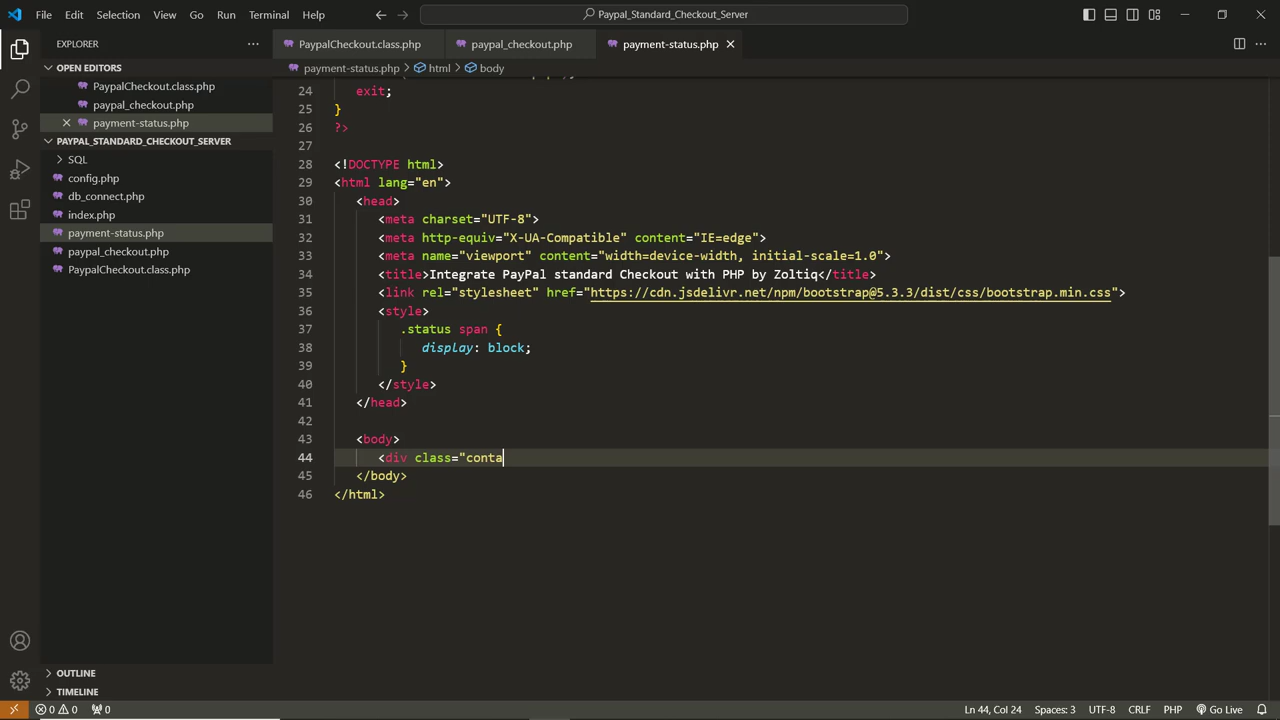 File Edit Selection View Go Run Terminal Help Paypal_Standard_Checkout_Server
EXPLORER
PaypalCheckout.class.php paypal_checkout.php payment-status.php
OPEN EDITORS
PaypalCheckout.class.php
paypal_checkout.php
payment-status.php
PAYPAL_STANDARD_CHECKOUT_SERVER
SQL
config.php
db_connect.php
index.php
payment-status.php
paypal_checkout.php
PaypalCheckout.class.php
OUTLINE
TIMELINE
payment-status.php > html > body
24 exit;
25 }
26 ?>
27
28 <!DOCTYPE html>
29 <html lang="en">
30 <head>
31 <meta charset="UTF-8">
32 <meta http-equiv="X-UA-Compatible" content="IE=edge">
33 <meta name="viewport" content="width=device-width, initial-scale=1.0">
34 <title>Integrate PayPal standard Checkout with PHP by Zoltiq</title>
35 <link rel="stylesheet" href="https://cdn.jsdelivr.net/npm/bootstrap@5.3.3/dist/css/bootstrap.min.css">
36 <style>
37 .status span {
38 display: block;
39 }
40 </style>
41 </head>
42
43 <body>
44 <div class="conta
45 </body>
46 </html>
0 0 0 Ln 44, Col 24 Spaces: 3 UTF-8 CRLF PHP Go Live